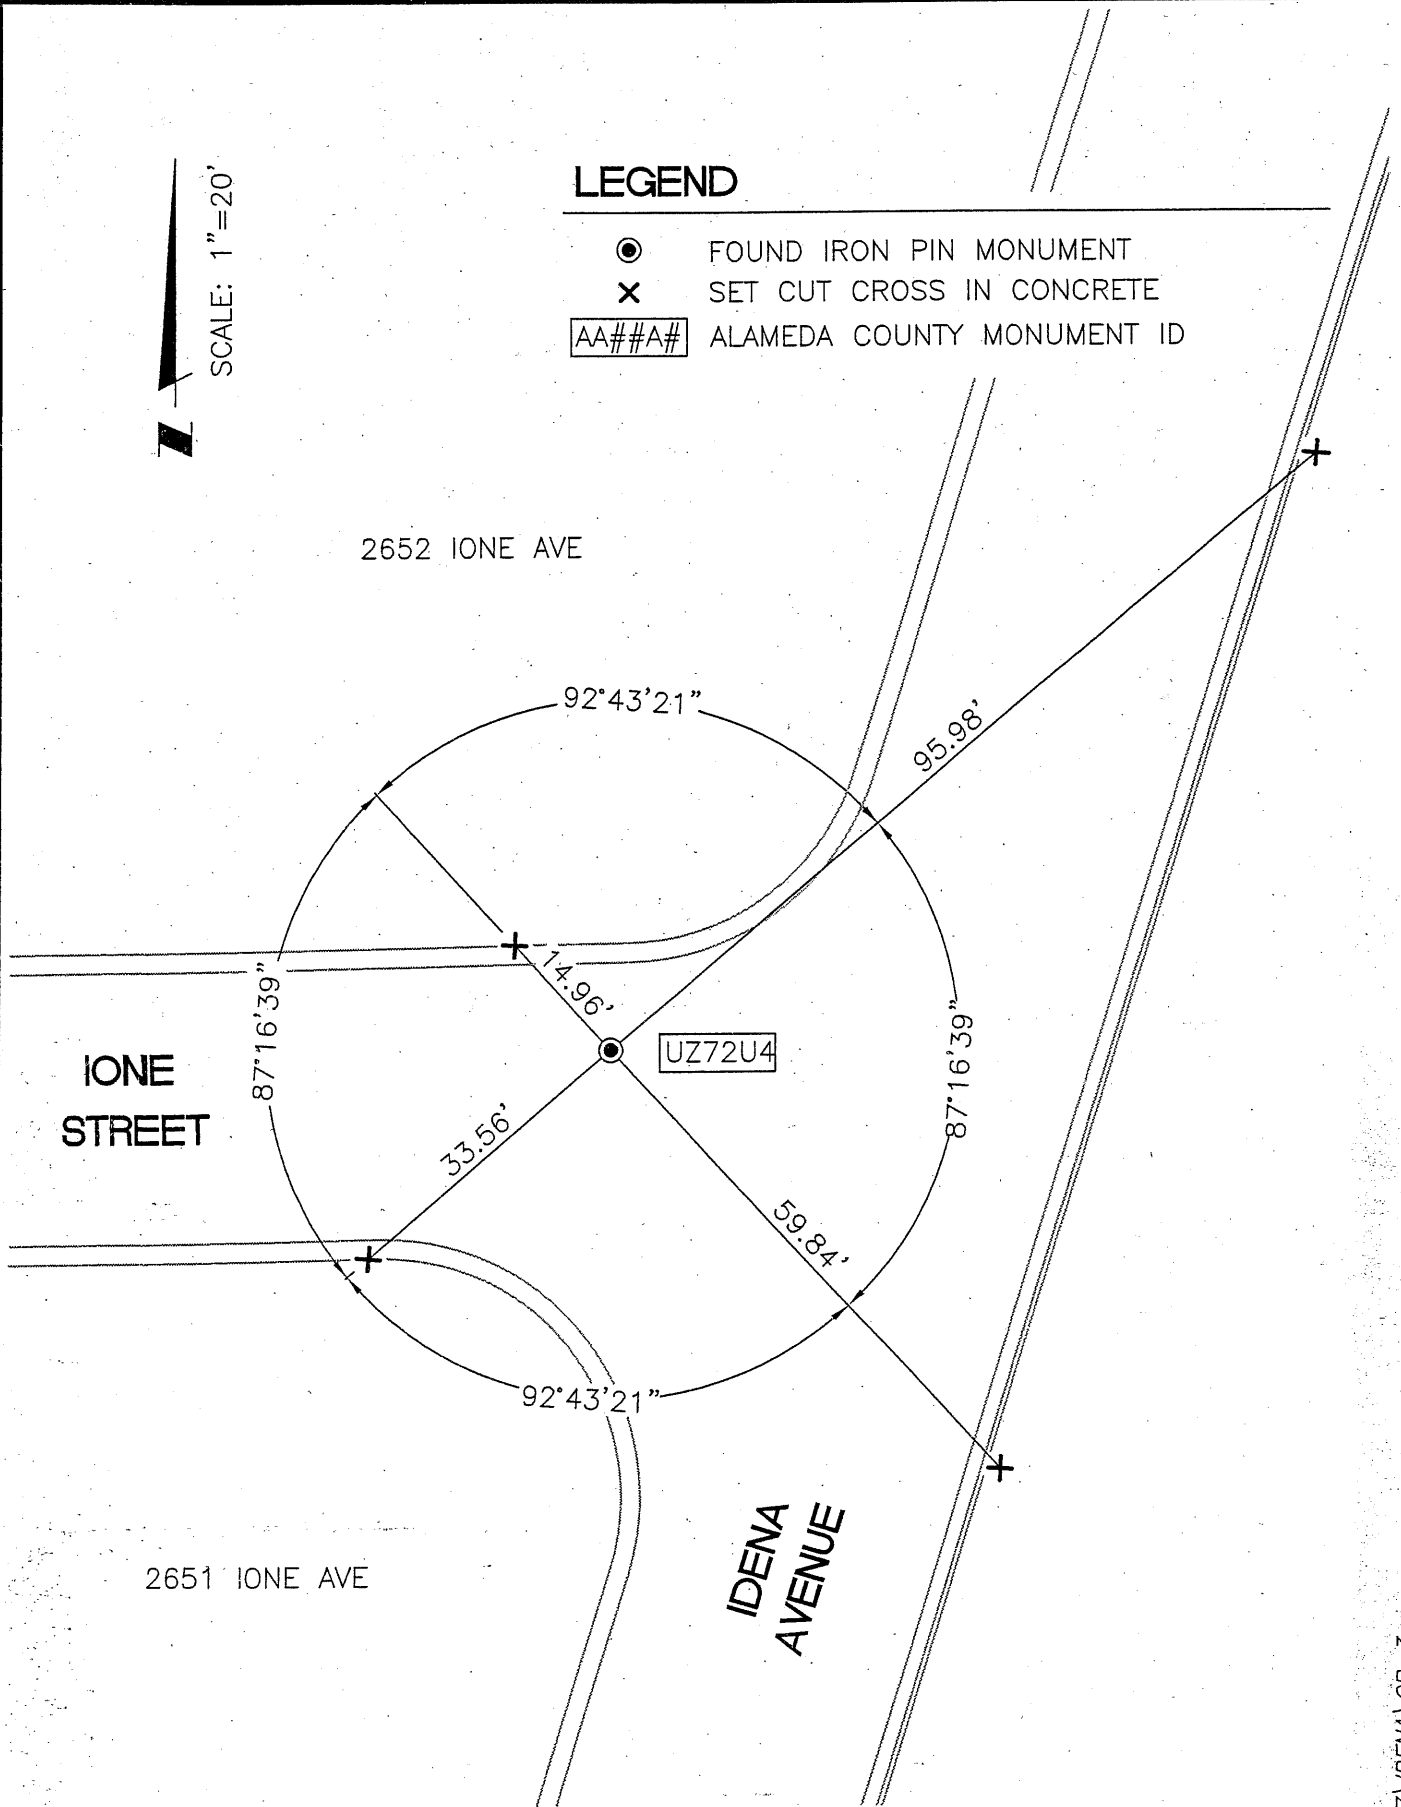 SCALE: 1"=20'
N
LEGEND
FOUND IRON PIN MONUMENT
SET CUT CROSS IN CONCRETE
AA##A# ALAMEDA COUNTY MONUMENT ID
2652 IONE AVE
92°43'21"
95.98'
14.96'
87°16'39"
UZ72U4
87°16'39"
IONE
STREET
33.56'
59.84'
92°43'21"
IDENA
AVENUE
2651 IONE AVE